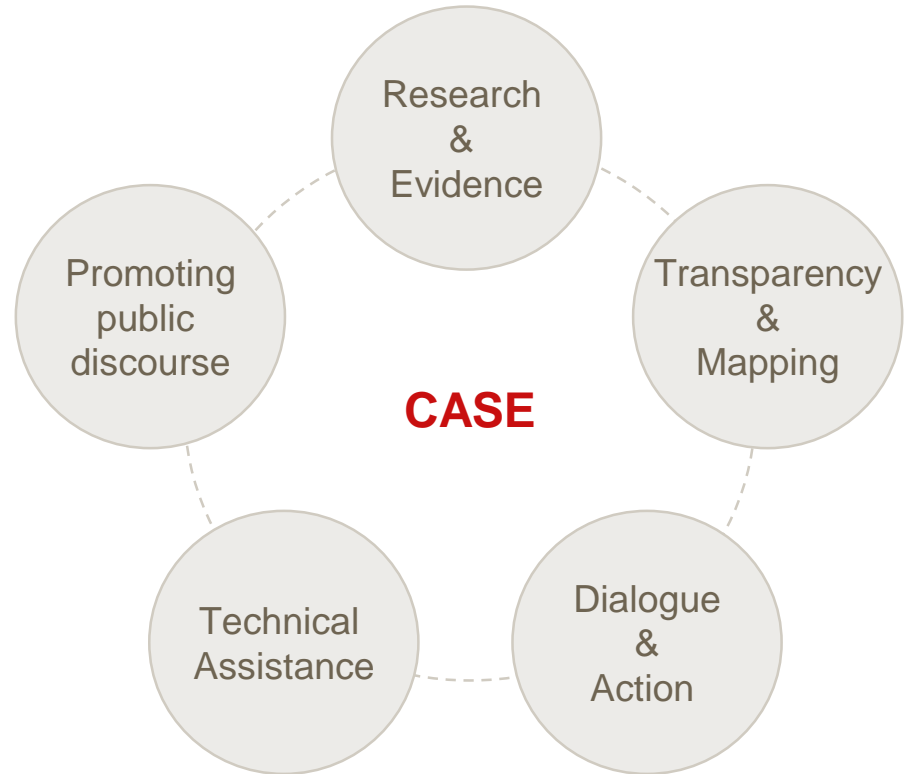 Research
&
Evidence
Promoting
public
discourse
Transparency
&
Mapping
CASE
Technical
Assistance
Dialogue
&
Action